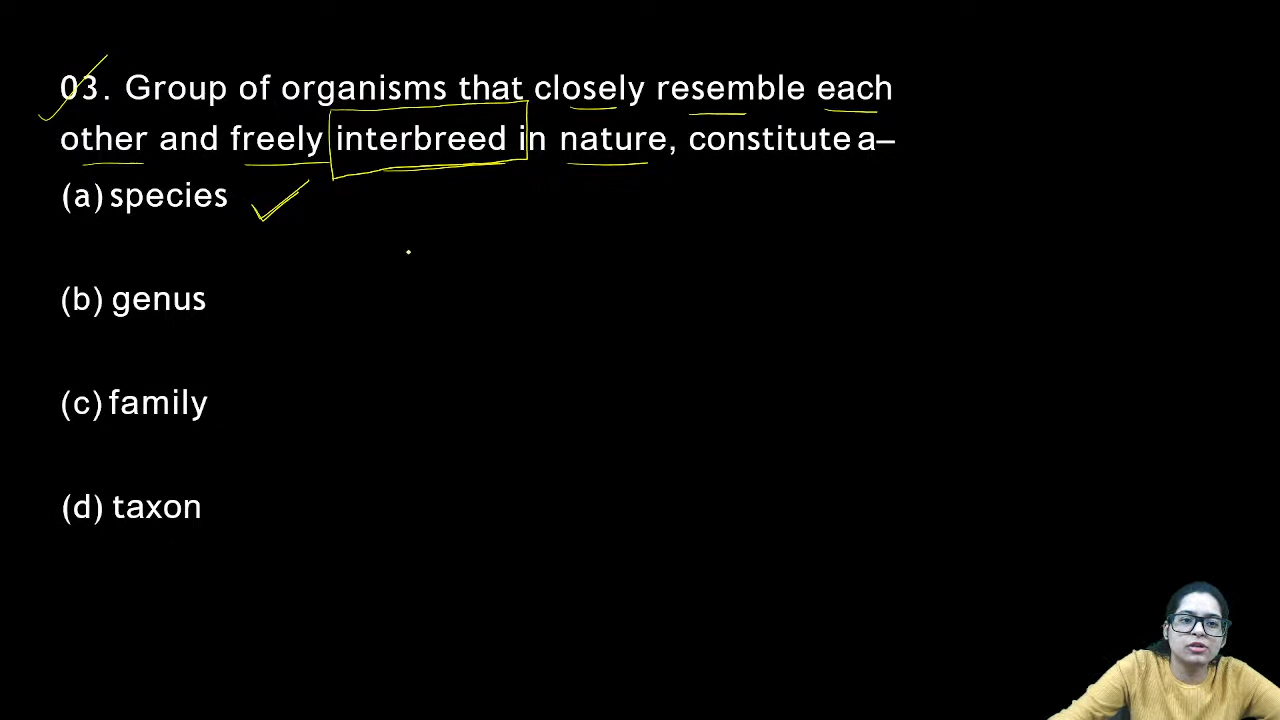 03. Group of organisms that closely resemble each
other and freely interbreed in nature, constitute a–
(a) species
(b) genus
(c) family
(d) taxon